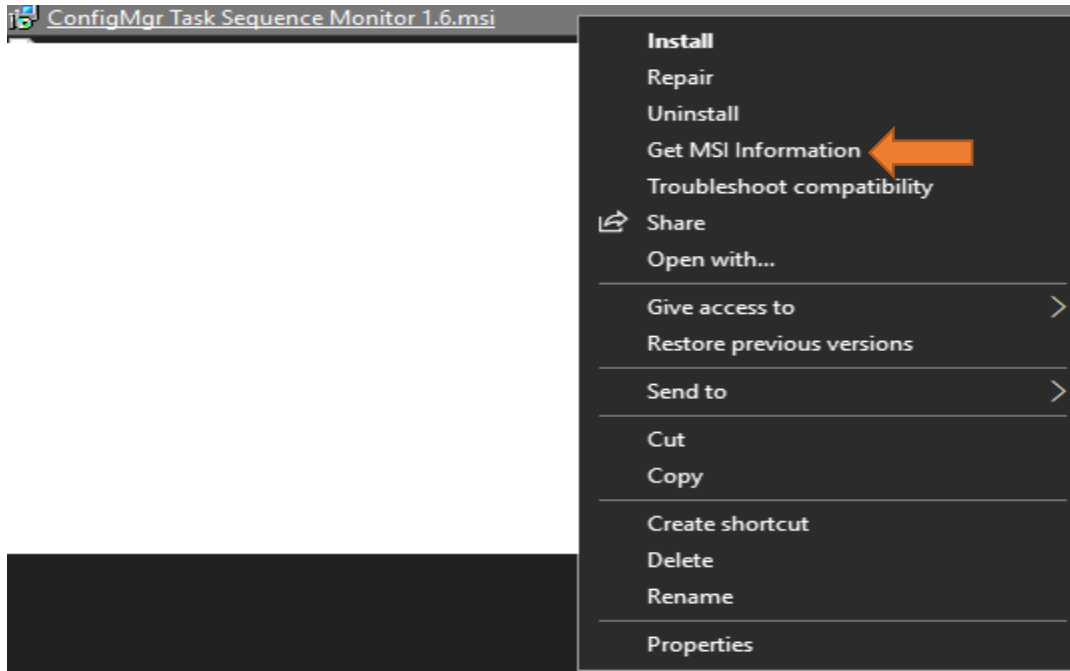 ConfigMgr Task Sequence Monitor 1.6.msi
Install
Repair
Uninstall
Get MSI Information
Troubleshoot compatibility
Share
Open with...
Give access to
Restore previous versions
Send to
Cut
Copy
Create shortcut
Delete
Rename
Properties